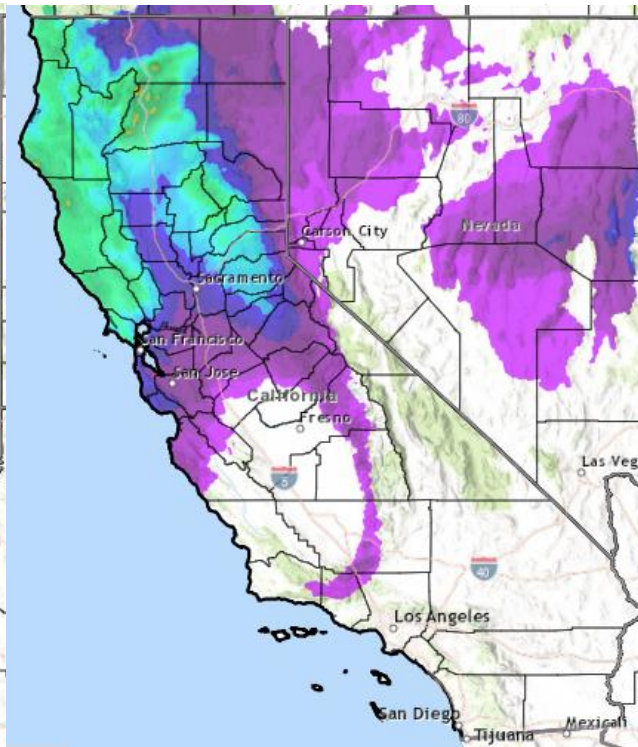 80
Nevada
Carson City
Sacramento
San Francisco
San Jose
California
Fresno
Las Veg
5
40
Los Angeles
San Diego
Tijuana
Mexicali